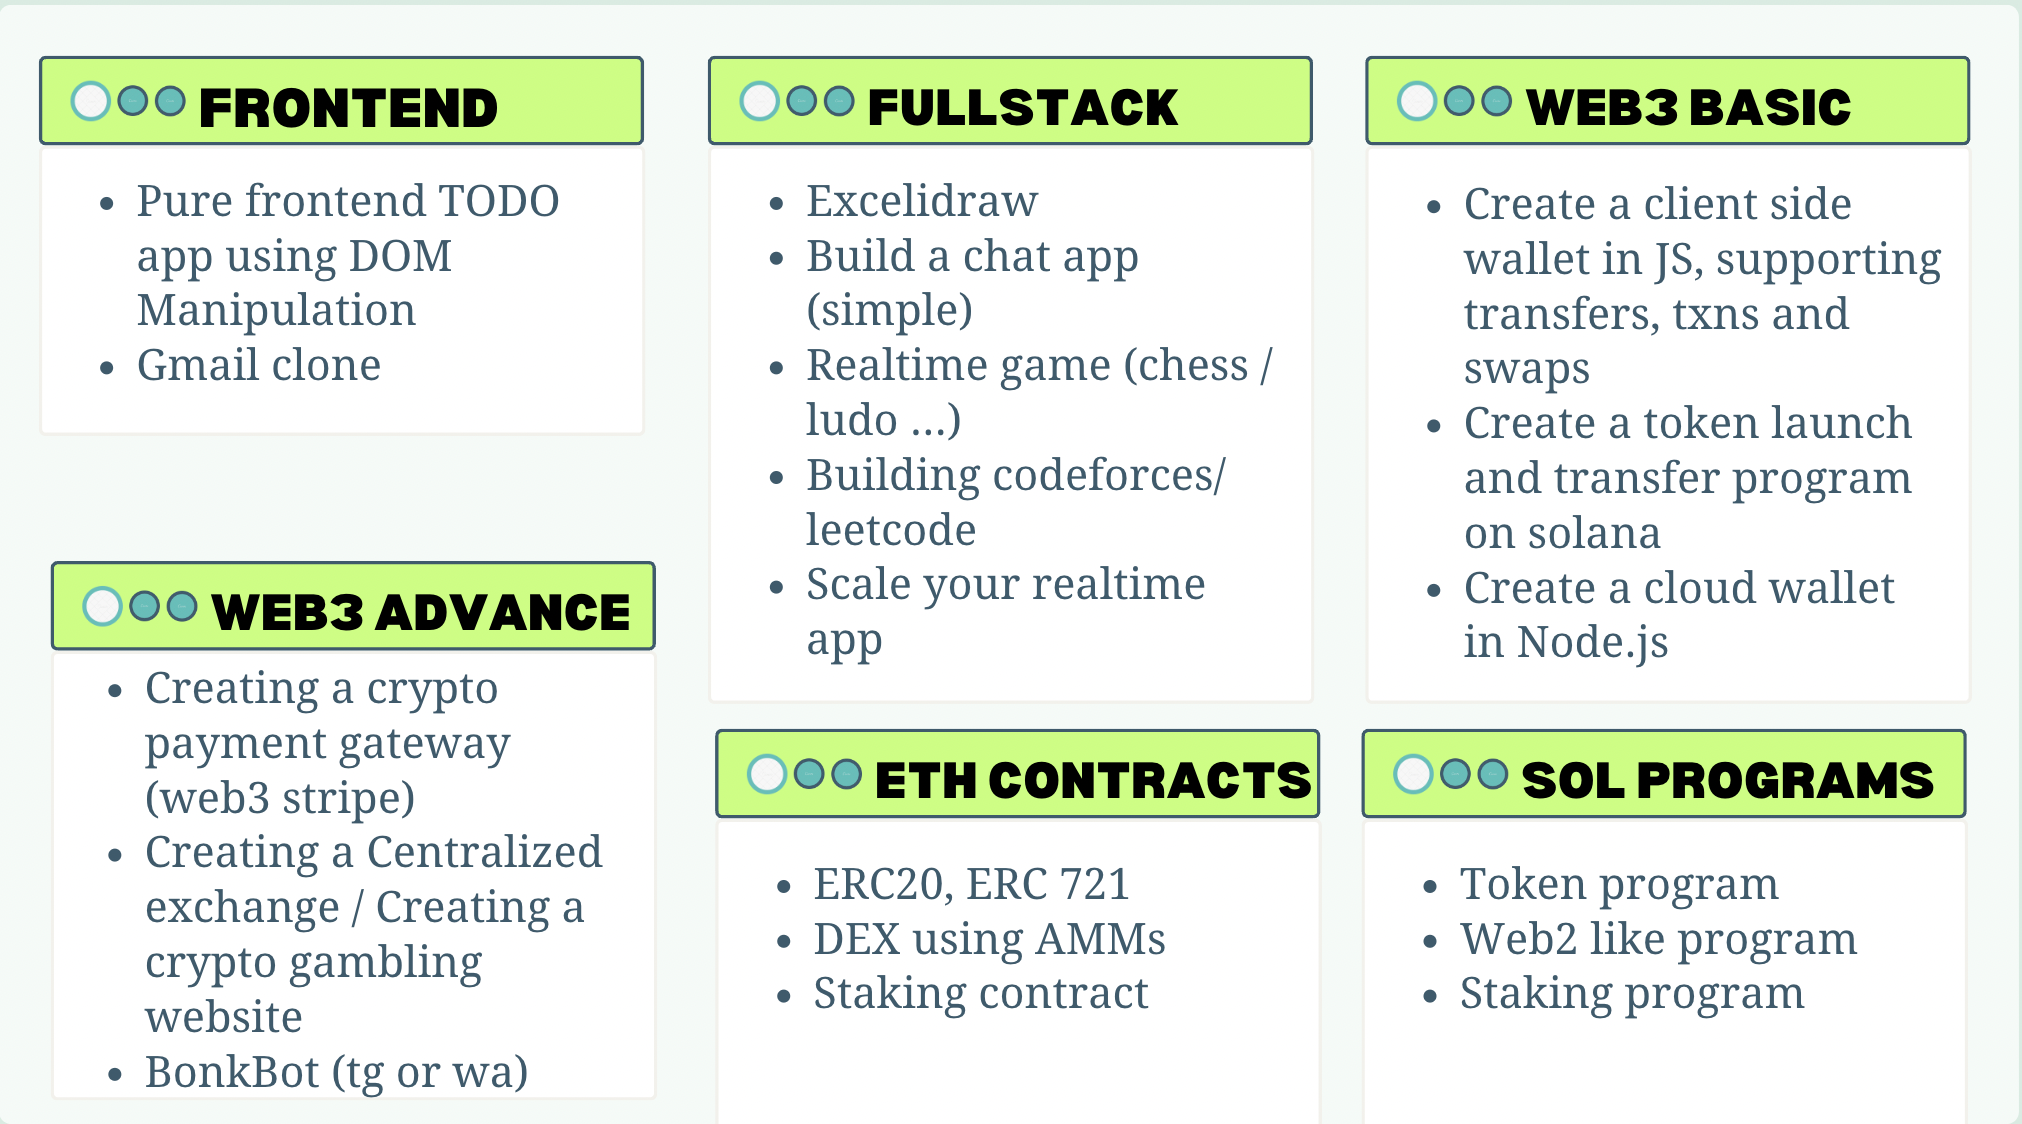 FRONTEND
Pure frontend TODO
app using DOM
Manipulation
Gmail clone
FULLSTACK
Excelidraw
Build a chat app
(simple)
Realtime game (chess /
ludo ...)
Building codeforces/
leetcode
Scale your realtime
app
WEB3 BASIC
Create a client side
wallet in JS, supporting
transfers, txns and
swaps
Create a token launch
and transfer program
on solana
Create a cloud wallet
in Node.js
WEB3 ADVANCE
Creating a crypto
payment gateway
(web3 stripe)
Creating a Centralized
exchange / Creating a
crypto gambling
website
BonkBot (tg or wa)
ETH CONTRACTS
ERC20, ERC 721
DEX using AMMs
Staking contract
SOL PROGRAMS
Token program
Web2 like program
Staking program